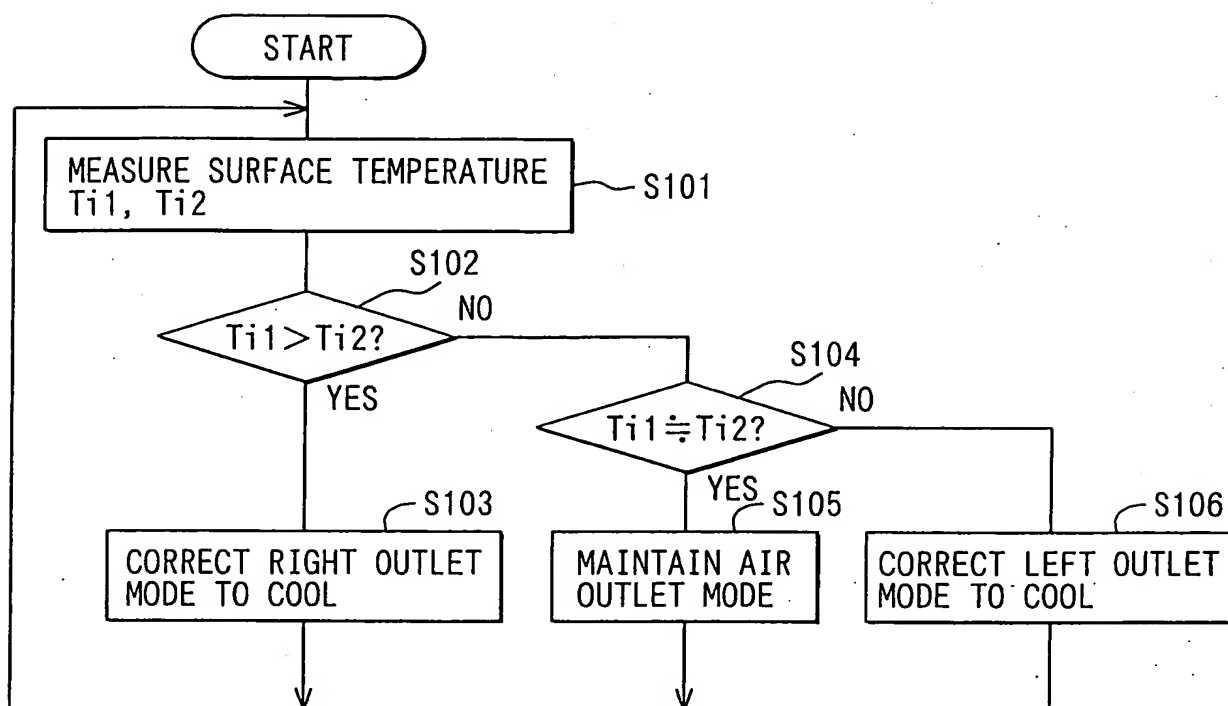 START
MEASURE SURFACE TEMPERATURE
Ti1, Ti2
S101
S102
Ti1＞Ti2?
NO
YES
S104
Ti1≒Ti2?
NO
YES
S103
CORRECT RIGHT OUTLET
MODE TO COOL
S105
MAINTAIN AIR
OUTLET MODE
S106
CORRECT LEFT OUTLET
MODE TO COOL